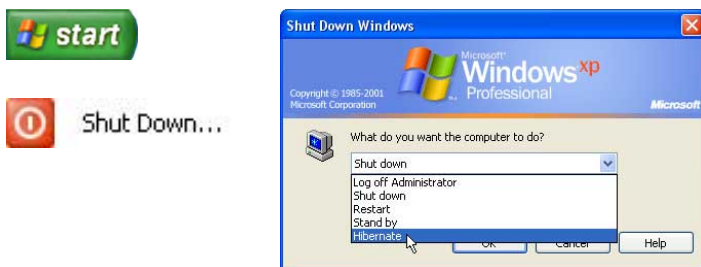 start
Shut Down...
Shut Down Windows
Microsoft
Windows xp
Professional
Copyright © 1985-2001
Microsoft Corporation
Microsoft
What do you want the computer to do?
Shut down
Log off Administrator
Shut down
Restart
Stand by
Hibernate
OK Cancel Help